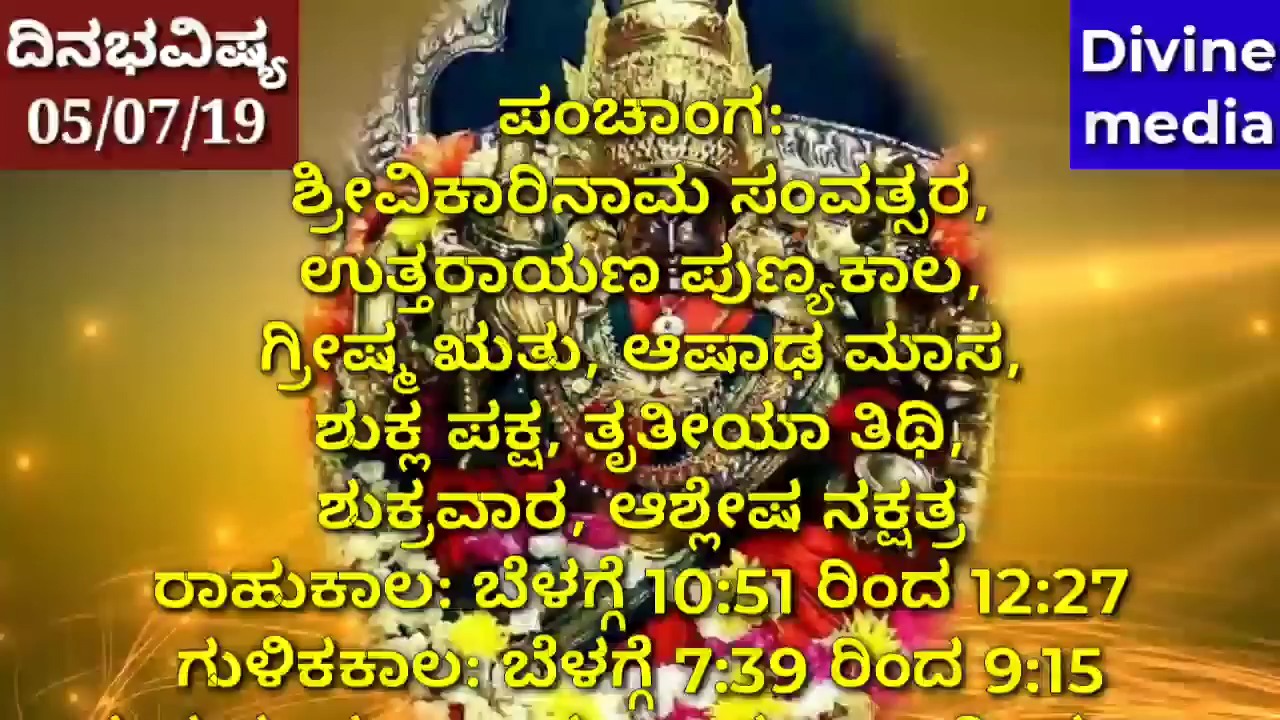 ದಿನಭವಿಷ್ಯ
05/07/19
Divine
media
ಪಂಚಾಂಗ:
ಶ್ರೀವಿಕಾರಿನಾಮ ಸಂವತ್ಸರ,
ಉತ್ತರಾಯಣ ಪುಣ್ಯಕಾಲ,
ಗ್ರೀಷ್ಮ ಋತು, ಆಷಾಢ ಮಾಸ,
ಶುಕ್ಲ ಪಕ್ಷ, ತೃತೀಯಾ ತಿಥಿ,
ಶುಕ್ರವಾರ, ಆಶ್ಲೇಷ ನಕ್ಷತ್ರ
ರಾಹುಕಾಲ: ಬೆಳಗ್ಗೆ 10:51 ರಿಂದ 12:27
ಗುಳಿಕಕಾಲ: ಬೆಳಗ್ಗೆ 7:39 ರಿಂದ 9:15